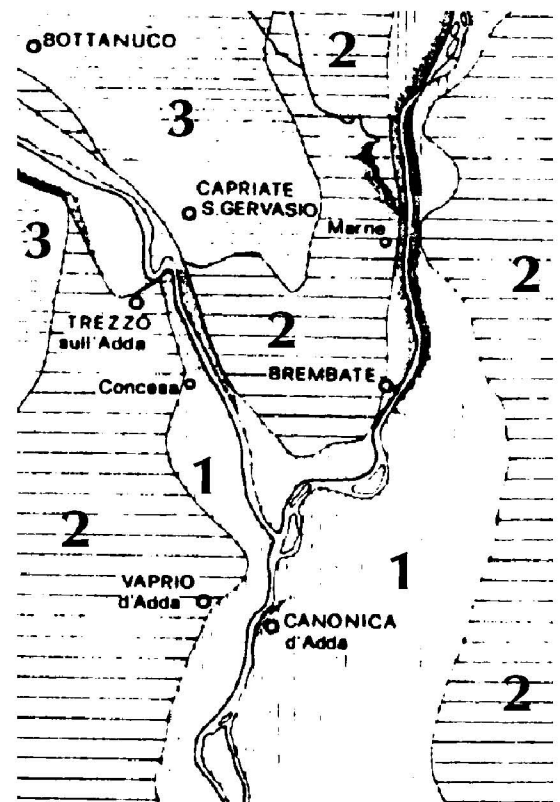 BOTTANUCO
2
3
CAPRIATE
S. GERVASIO
Marne
3
2
TREZZO
sull'Adda
2
BREMBATE
Concesa
1
2
1
VAPRIO
d'Adda
CANONICA
d'Adda
2